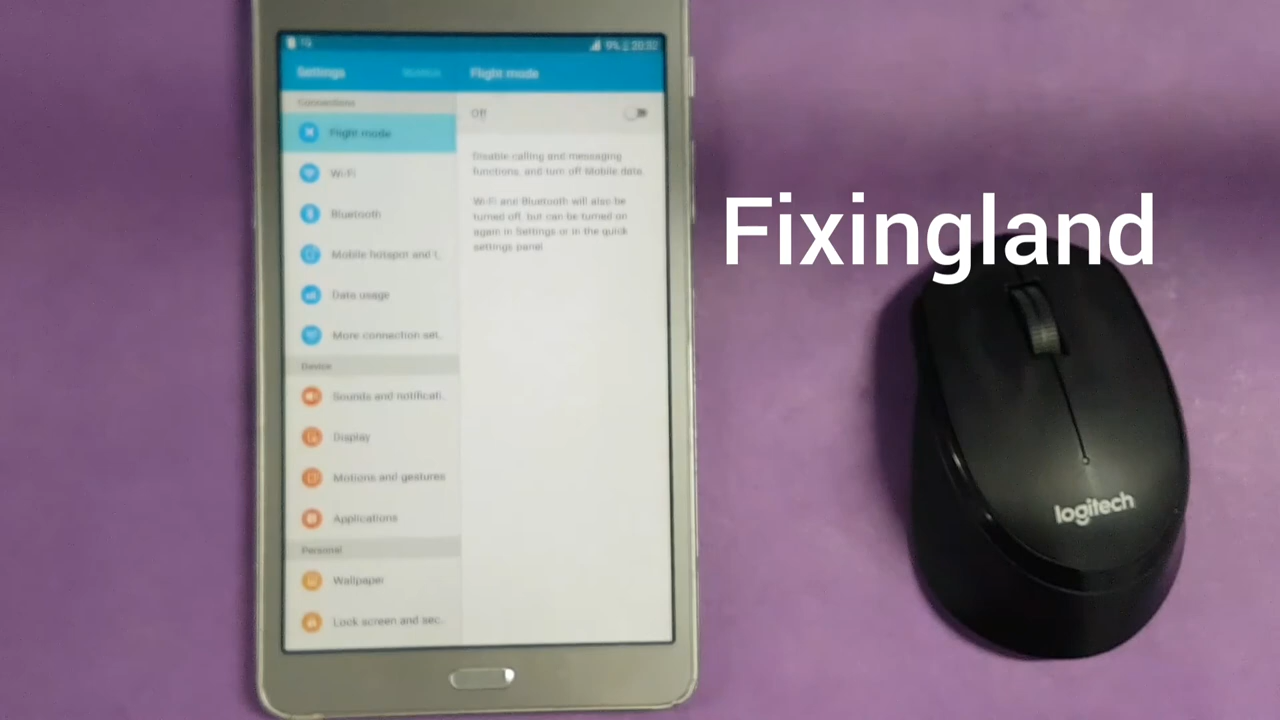 9% 20:32
Settings
Flight mode
Connections
Flight mode
Wi-Fi
Bluetooth
Mobile hotspot and t..
Data usage
More connection set..
Device
Sounds and notificati..
Display
Motions and gestures
Applications
Personal
Wallpaper
Lock screen and sec..
Off
Disable calling and messaging
functions, and turn off Mobile data.
Wi-Fi and Bluetooth will also be
turned off, but can be turned on
again in Settings or in the quick
settings panel.
Fixingland
logitech